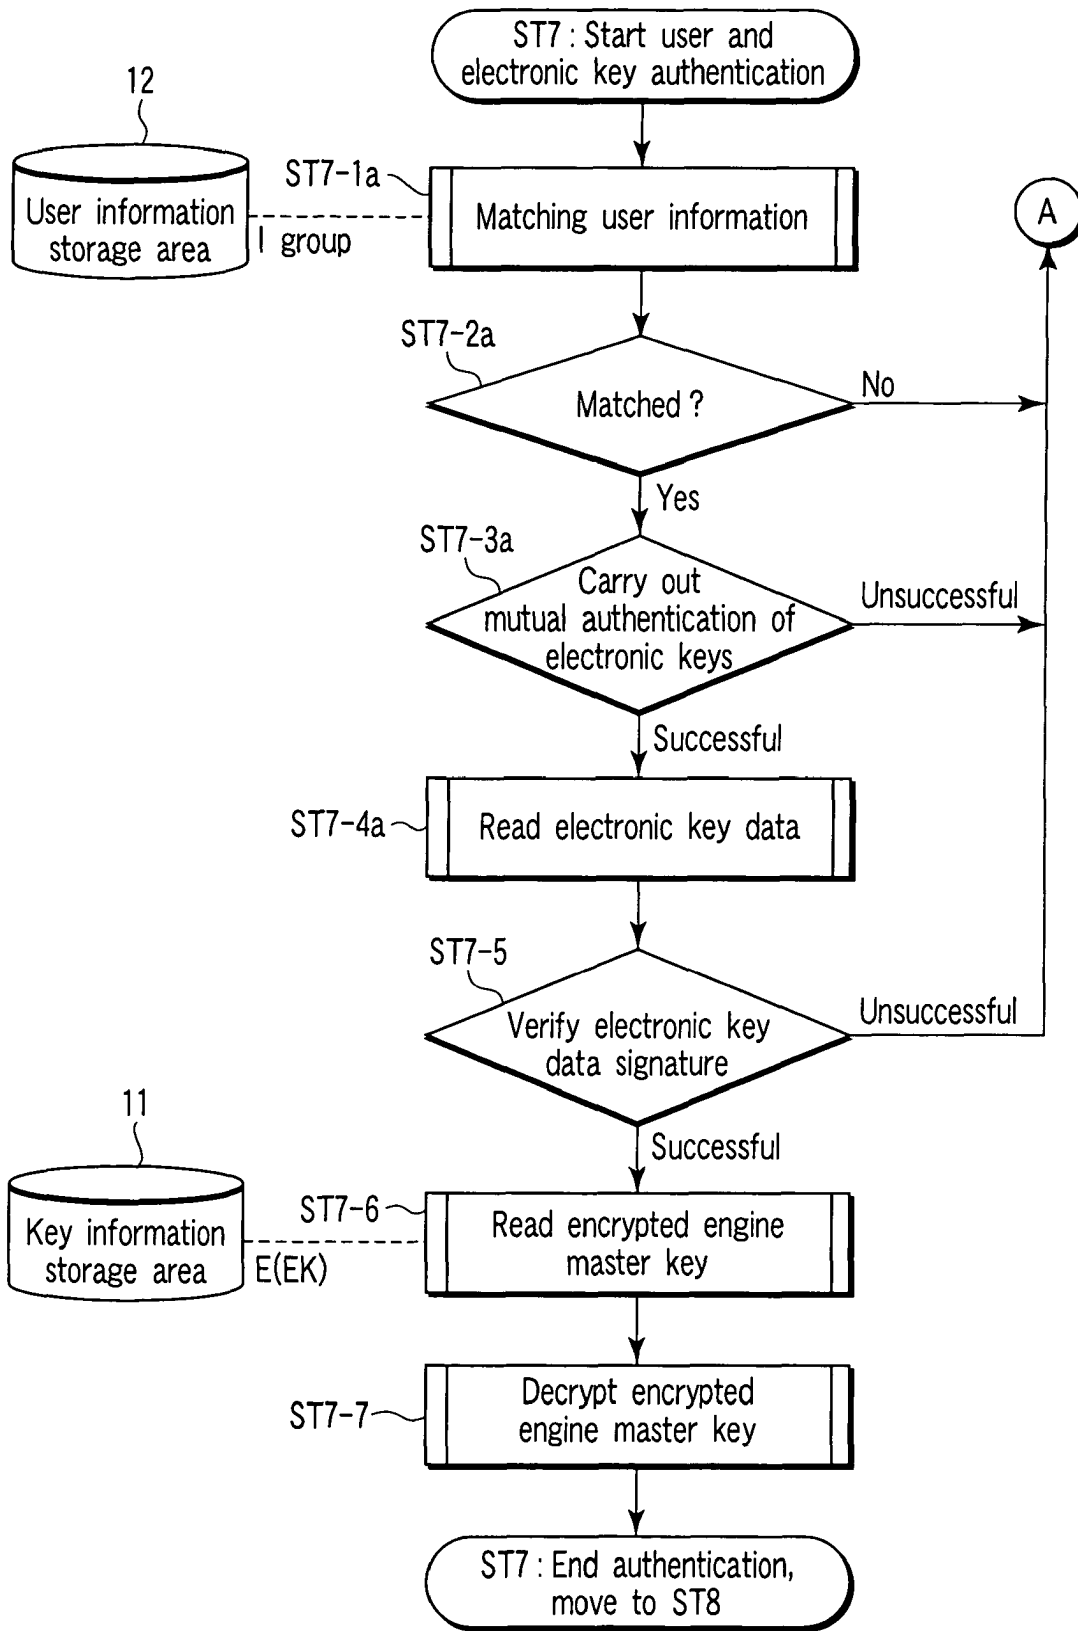 ST7 : Start user and
electronic key authentication
12
User information
storage area
I group
ST7-1a
Matching user information
A
ST7-2a
Matched ?
No
Yes
ST7-3a
Carry out
mutual authentication of
electronic keys
Unsuccessful
Successful
ST7-4a
Read electronic key data
ST7-5
Verify electronic key
data signature
Unsuccessful
Successful
11
Key information
storage area
E(EK)
ST7-6
Read encrypted engine
master key
ST7-7
Decrypt encrypted
engine master key
ST7 : End authentication,
move to ST8